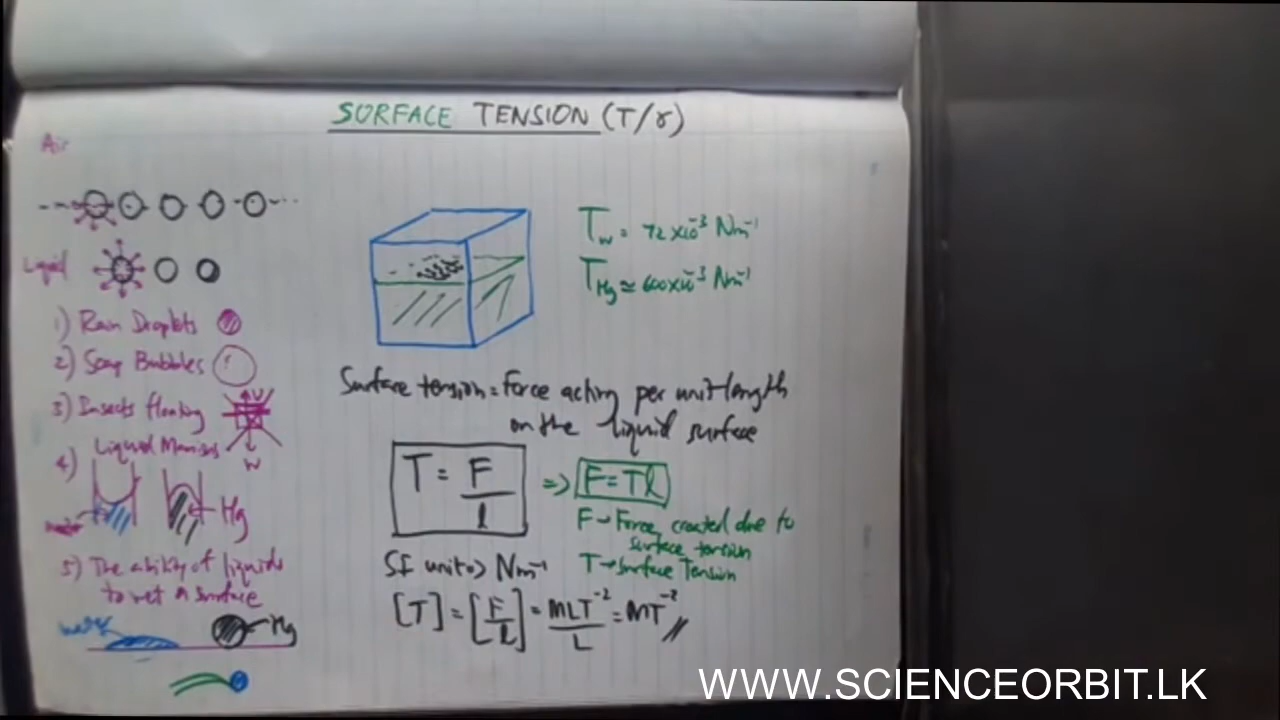 SURFACE TENSION (T/γ)
Air
Liquid
1) Rain Droplets
2) Soap Bubbles
3) Insects floating
U
W
4) Liquid Meniscus
water
Hg
5) The ability of liquids
to wet a surface
water
Hg
Tw = 72 × 10⁻³ Nm⁻¹
THg ≃ 600×10⁻³ Nm⁻¹
Surface tension = Force acting per unit length
on the liquid surface
T = F/l ⇒ F = Tl
F → Force created due to
surface tension
T → Surface Tension
SI unit → Nm⁻¹
[T] = [F/l] = MLT⁻²/L = MT⁻²
WWW.SCIENCEORBIT.LK